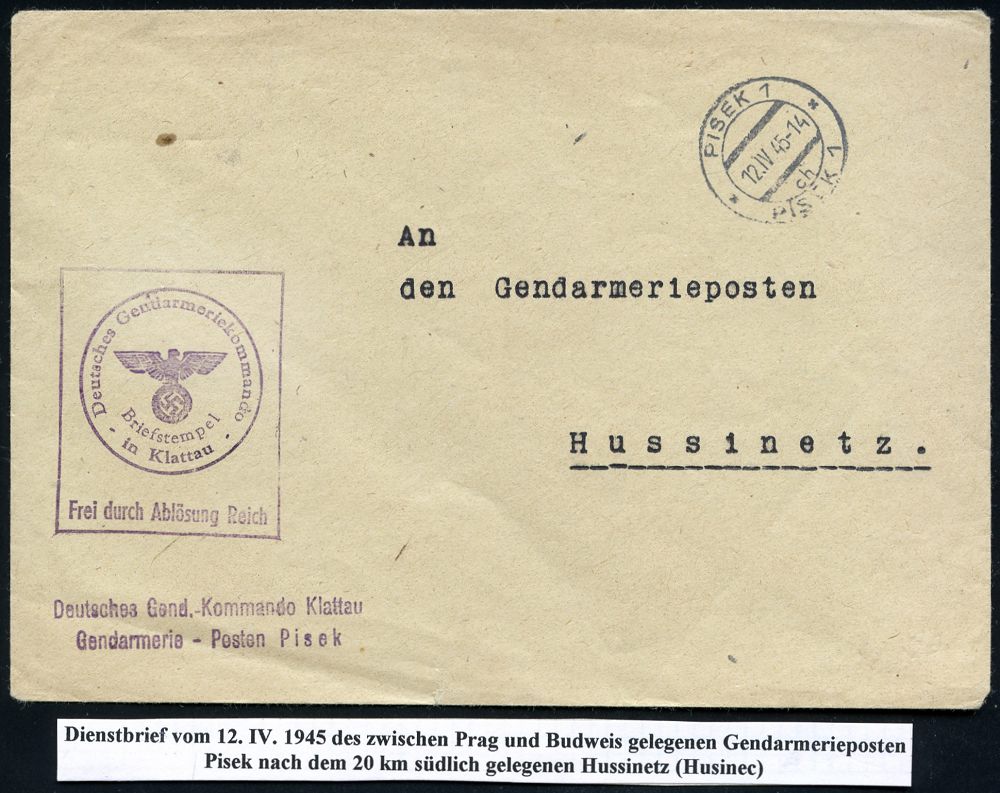 PISEK 1
12.IV 45-14
ch
PISEK 1
An
den Gendarmerieposten
Hussinetz.
Deutsches Gendarmeriekommando
Briefstempel
- in Klattau -
Frei durch Ablösung Reich
Deutsches Gend.-Kommando Klattau
Gendarmerie - Posten Pisek
Dienstbrief vom 12. IV. 1945 des zwischen Prag und Budweis gelegenen Gendarmerieposten
Pisek nach dem 20 km südlich gelegenen Hussinetz (Husinec)